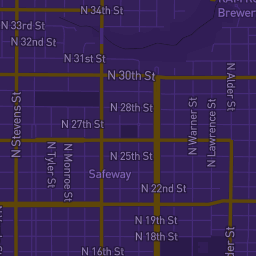 N 34th St
Brewery
N 33rd St
N 32nd St
N 31st St
N 30th St
N Alder St
N 28th St
N Stevens St
N 27th St
N Warner St
N Lawrence St
N Tyler St
N Monroe St
N 25th St
Safeway
N 22nd St
N 19th St
N 18th St
N 16th St
der St